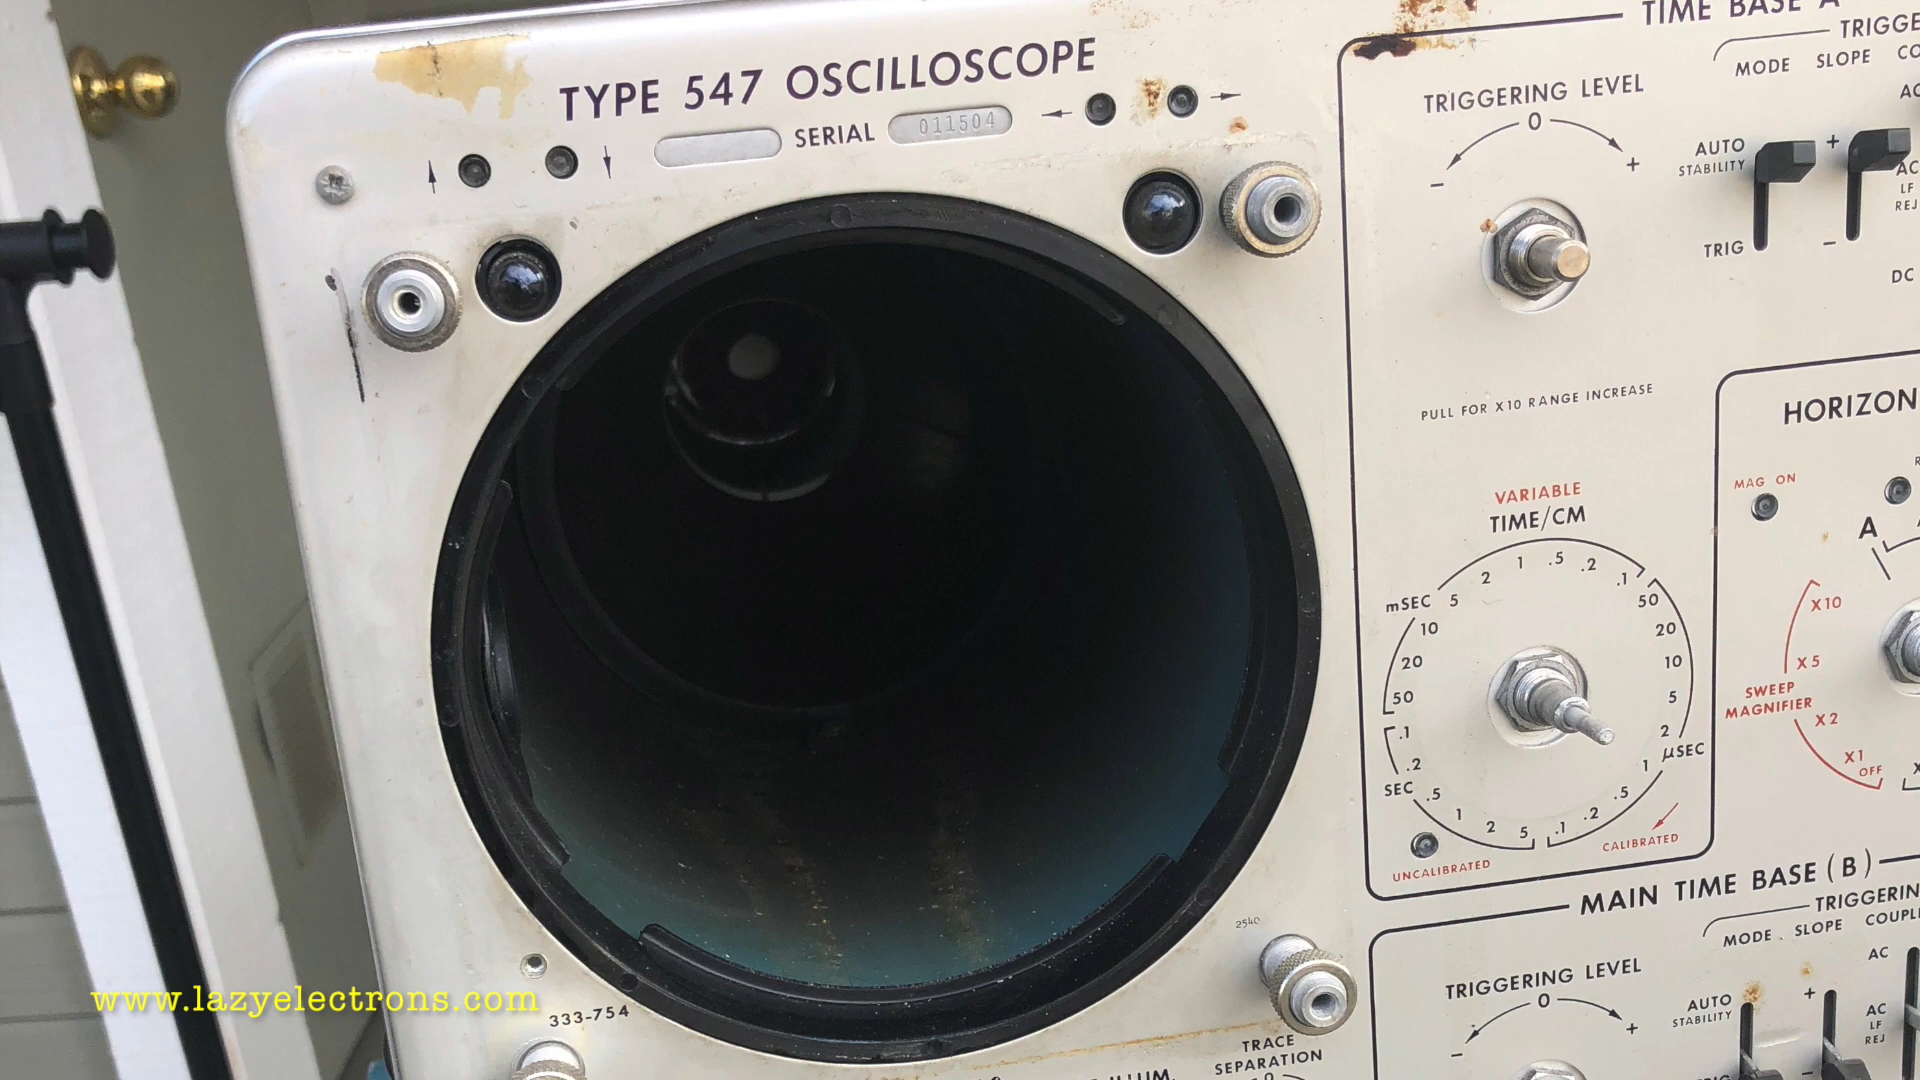 TYPE 547 OSCILLOSCOPE
SERIAL 011504
TIME BASE A
TRIGGERING LEVEL
0
- +
MODE SLOPE
AUTO
STABILITY
+
AC
LF
REJ
TRIG
-
DC
PULL FOR X10 RANGE INCREASE
HORIZON
MAG ON
A
VARIABLE
TIME/CM
mSEC 5 2 1 .5 .2 .1
50
10
20
20
10
50
5
.1
2
µSEC
.2
1
SEC
.5
.5
1
.2
2
.1
5
UNCALIBRATED
CALIBRATED
X10
X5
SWEEP
MAGNIFIER
X2
X1
OFF
MAIN TIME BASE (B)
TRIGGERIN
MODE SLOPE COUPL
TRIGGERING LEVEL
0
- +
AUTO
STABILITY
+
AC
AC
LF
REJ
-
2540
333-754
TRACE
SEPARATION
www.lazyelectrons.com